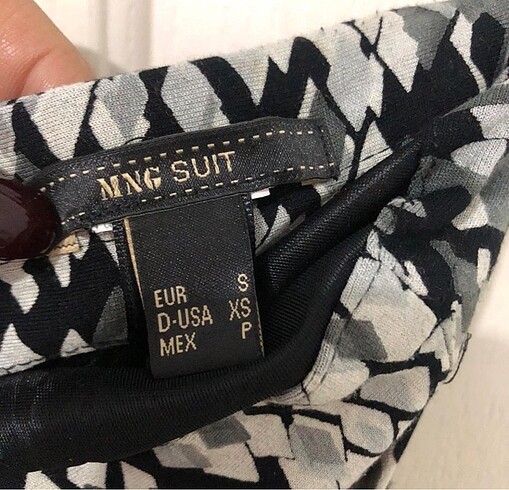 MNG SUIT
EUR S
D-USA XS
MEX P